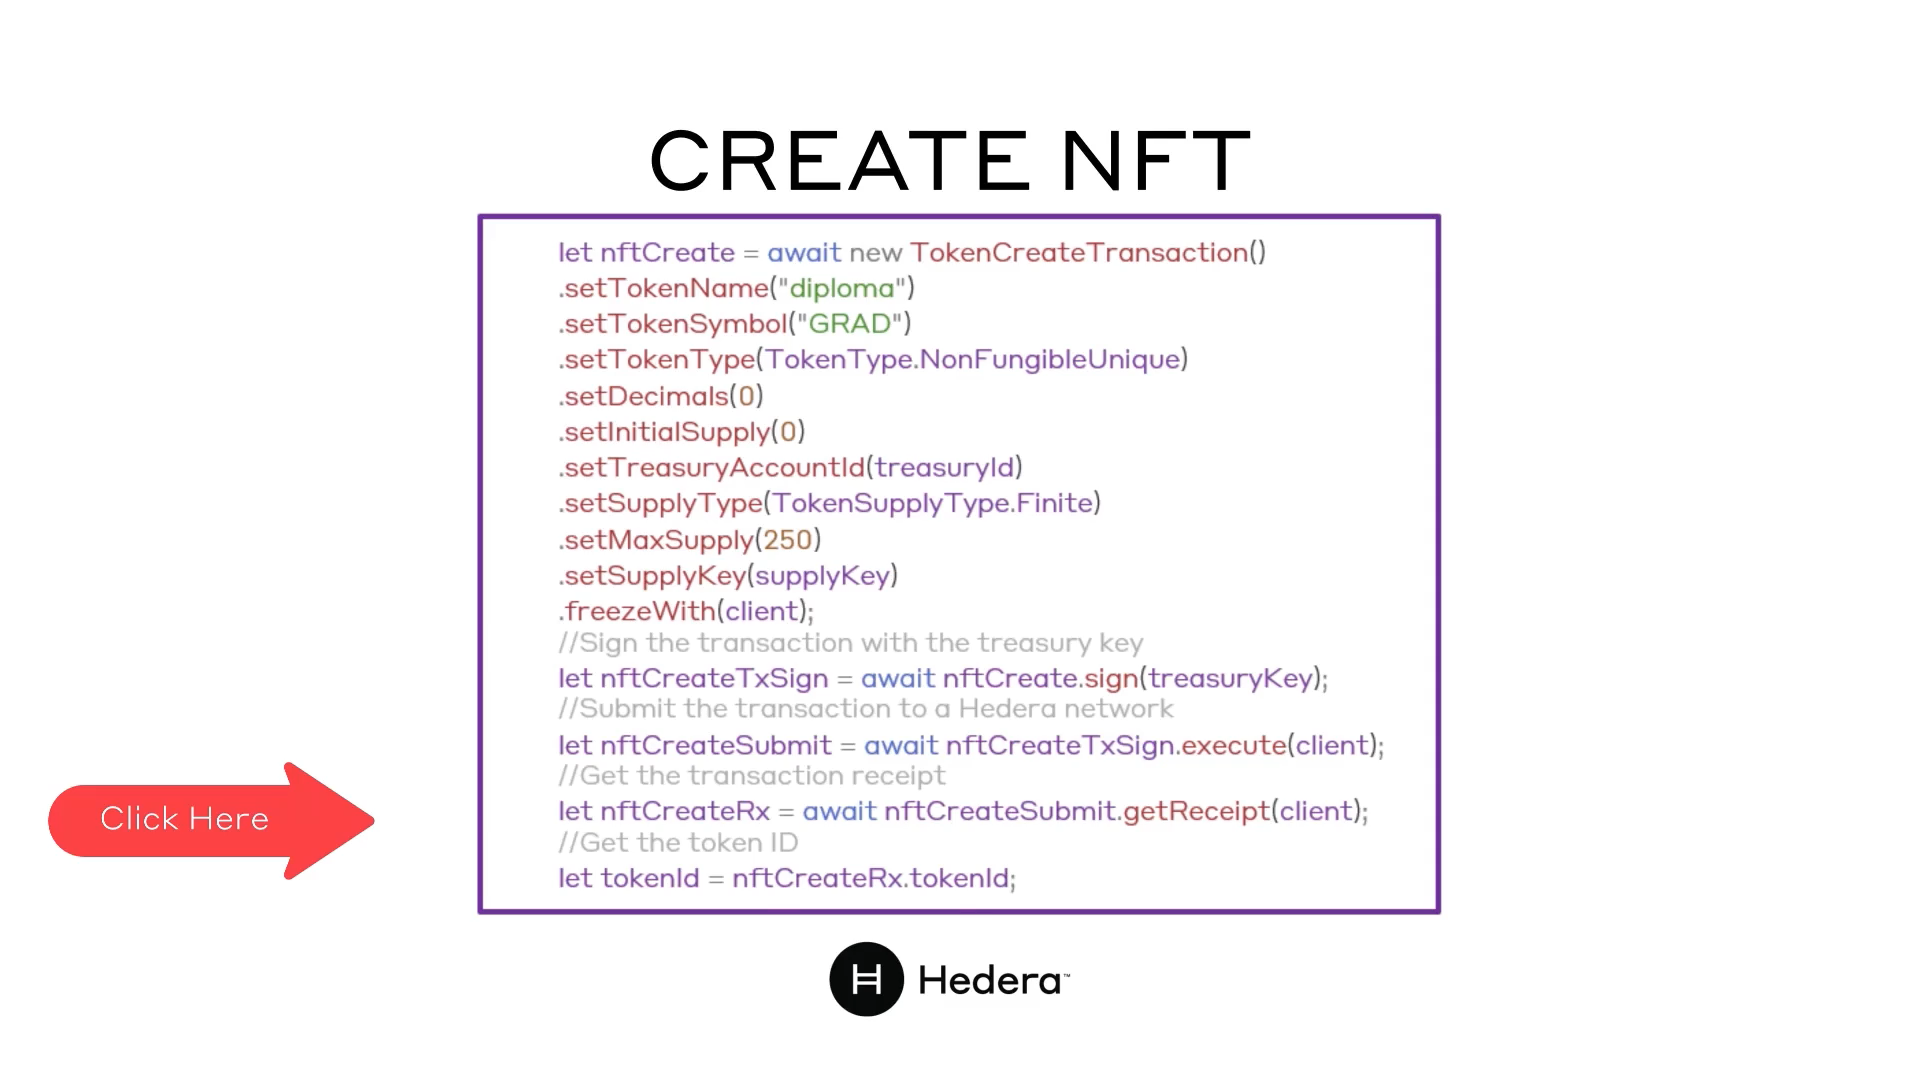 CREATE NFT
let nftCreate = await new TokenCreateTransaction()
.setTokenName("diploma")
.setTokenSymbol("GRAD")
.setTokenType(TokenType.NonFungibleUnique)
.setDecimals(0)
.setInitialSupply(0)
.setTreasuryAccountId(treasuryId)
.setSupplyType(TokenSupplyType.Finite)
.setMaxSupply(250)
.setSupplyKey(supplyKey)
.freezeWith(client);
//Sign the transaction with the treasury key
let nftCreateTxSign = await nftCreate.sign(treasuryKey);
//Submit the transaction to a Hedera network
let nftCreateSubmit = await nftCreateTxSign.execute(client);
//Get the transaction receipt
let nftCreateRx = await nftCreateSubmit.getReceipt(client);
//Get the token ID
let tokenId = nftCreateRx.tokenId;
Click Here
H Hedera™